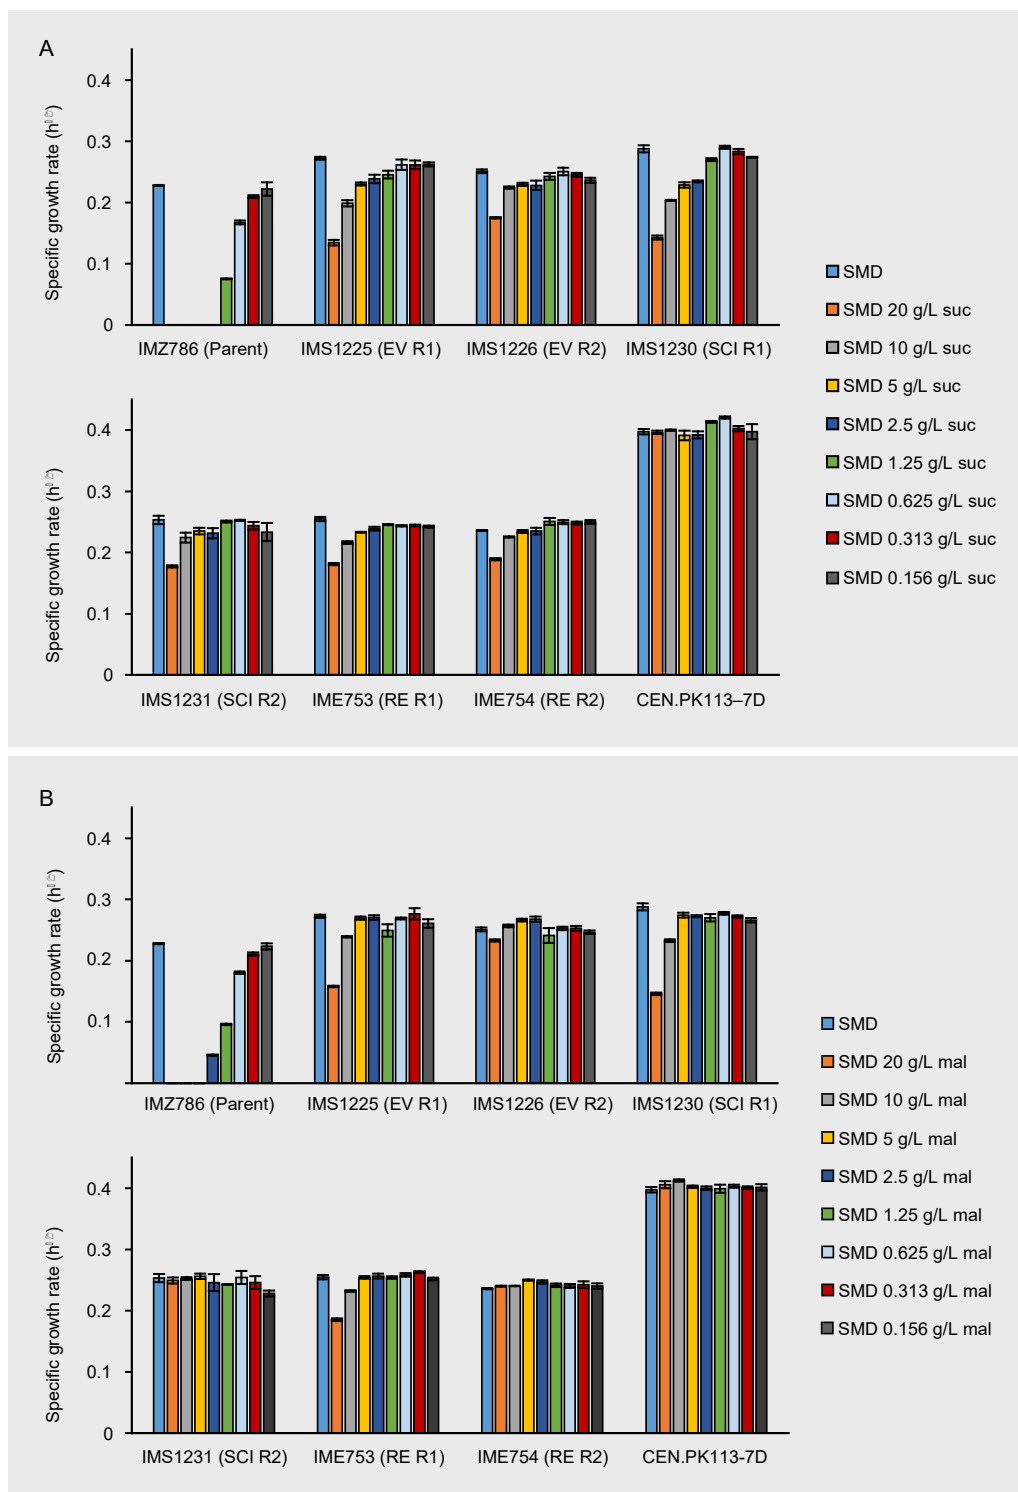 A
Specific growth rate (h
0.4
0.3
0.2
0.1
0
IMZ786 (Parent)
IMS1225 (EV R1)
IMS1226 (EV R2)
IMS1230 (SCI R1)
Specific growth rate (h
0.4
0.3
0.2
0.1
0
IMS1231 (SCI R2)
IME753 (RE R1)
IME754 (RE R2)
CEN.PK113–7D
SMD
SMD 20 g/L suc
SMD 10 g/L suc
SMD 5 g/L suc
SMD 2.5 g/L suc
SMD 1.25 g/L suc
SMD 0.625 g/L suc
SMD 0.313 g/L suc
SMD 0.156 g/L suc
B
Specific growth rate (h
0.4
0.3
0.2
0.1
IMZ786 (Parent)
IMS1225 (EV R1)
IMS1226 (EV R2)
IMS1230 (SCI R1)
Specific growth rate (h
0.4
0.3
0.2
0.1
0
IMS1231 (SCI R2)
IME753 (RE R1)
IME754 (RE R2)
CEN.PK113-7D
SMD
SMD 20 g/L mal
SMD 10 g/L mal
SMD 5 g/L mal
SMD 2.5 g/L mal
SMD 1.25 g/L mal
SMD 0.625 g/L mal
SMD 0.313 g/L mal
SMD 0.156 g/L mal